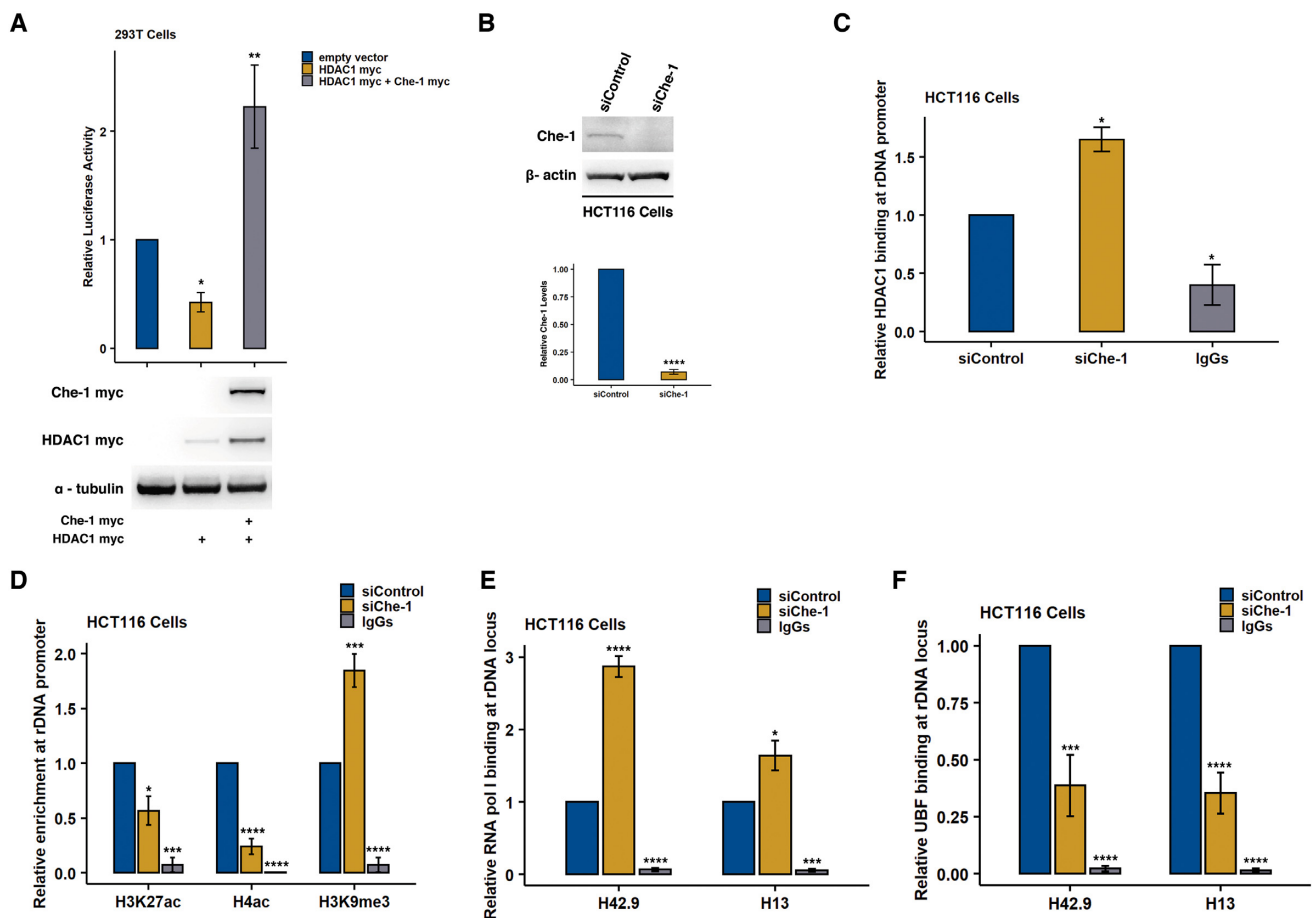 A
293T Cells
empty vector
HDAC1 myc
HDAC1 myc + Che-1 myc
Relative Luciferase Activity
**
2
1
*
0
Che-1 myc
HDAC1 myc
α - tubulin
Che-1 myc +
HDAC1 myc + +
B
siControl siChe-1
Che-1
β- actin
HCT116 Cells
Relative Che-1 Levels
1.00
0.75
0.50
0.25
0.00
****
siControl siChe-1
C
HCT116 Cells
Relative HDAC1 binding at rDNA promoter
1.5
1.0
0.5
0.0
*
*
siControl siChe-1 IgGs
D
siControl
siChe-1
IgGs
HCT116 Cells
Relative enrichment at rDNA promoter
2.0
1.5
1.0
0.5
0.0
* *** **** **** *** ****
H3K27ac H4ac H3K9me3
E
siControl
siChe-1
IgGs
HCT116 Cells
Relative RNA pol I binding at rDNA locus
3
2
1
0
**** **** * ***
H42.9 H13
F
siControl
siChe-1
IgGs
HCT116 Cells
Relative UBF binding at rDNA locus
1.00
0.75
0.50
0.25
0.00
*** **** **** ****
H42.9 H13